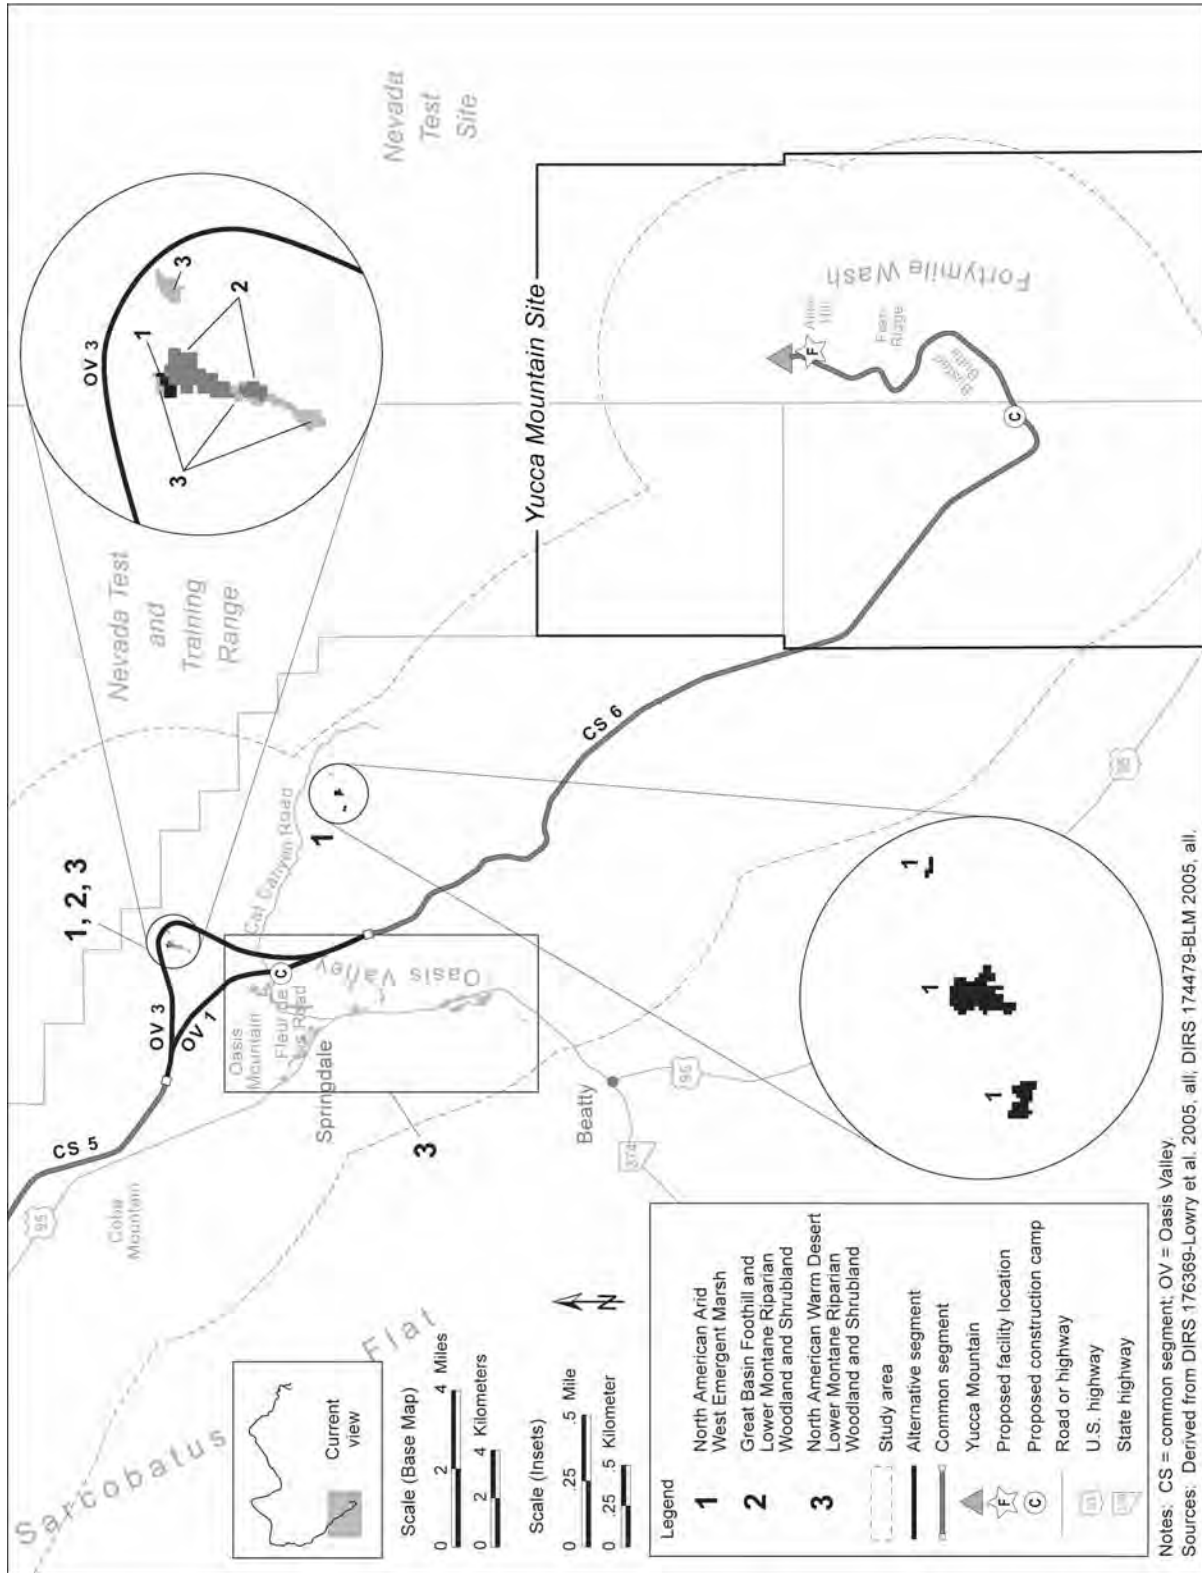 Sarcobatus
Flat
Current
view
Scale (Base Map)
0 2 4 Miles
0 2 4 Kilometers
Scale (Insets)
0 .25 .5 Mile
0 .25 .5 Kilometer
N
95
CS 5
OV 3
OV 1
1, 2, 3
Oasis
Mountain
Springdale
Oasis Valley
C
3
Beatty
95
374
1
CS 6
Nevada Test
and
Training
Range
OV 3
1
2
3
3
Nevada
Test
Site
Yucca Mountain Site
F
Fortymile Wash
C
95
1
1
1
Legend
1 North American Arid
West Emergent Marsh
2 Great Basin Foothill and
Lower Montane Riparian
Woodland and Shrubland
3 North American Warm Desert
Lower Montane Riparian
Woodland and Shrubland
Study area
Alternative segment
Common segment
Yucca Mountain
F Proposed facility location
C Proposed construction camp
Road or highway
U.S. highway
State highway
Notes: CS = common segment; OV = Oasis Valley.
Sources: Derived from DIRS 176369-Lowry et al. 2005, all; DIRS 174479-BLM 2005, all.